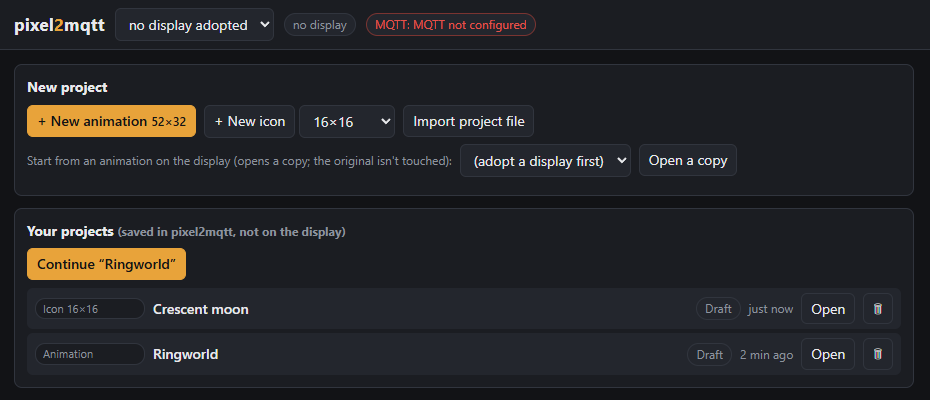 pixel2mqtt no display adopted no display MQTT: MQTT not configured
New project
+ New animation 52×32 + New icon 16×16 Import project file
Start from an animation on the display (opens a copy; the original isn't touched): (adopt a display first) Open a copy
Your projects (saved in pixel2mqtt, not on the display)
Continue “Ringworld”
Icon 16×16 Crescent moon Draft just now Open
Animation Ringworld Draft 2 min ago Open